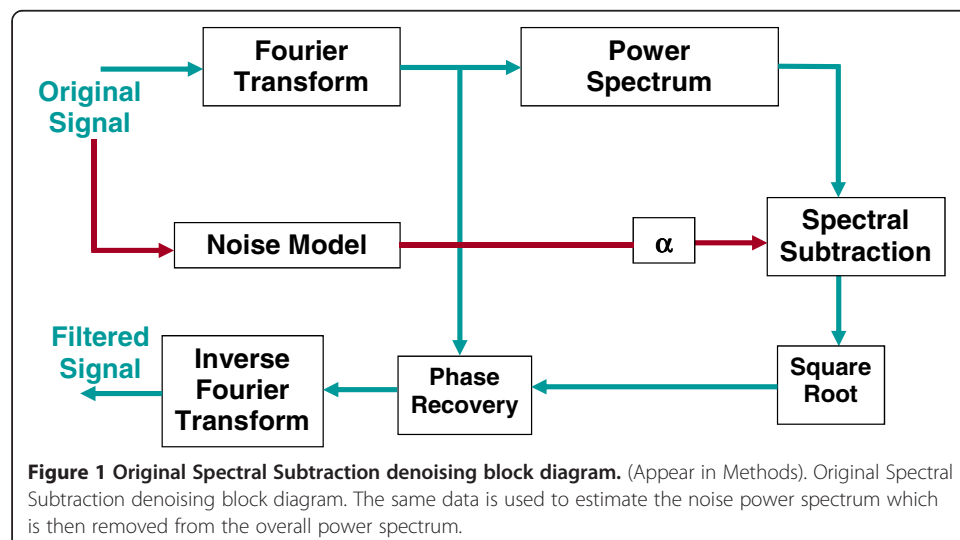 Fourier
Transform
Power
Spectrum
Original
Signal
Noise Model
α
Spectral
Subtraction
Filtered
Signal
Inverse
Fourier
Transform
Phase
Recovery
Square
Root
Figure 1 Original Spectral Subtraction denoising block diagram. (Appear in Methods). Original Spectral
Subtraction denoising block diagram. The same data is used to estimate the noise power spectrum which
is then removed from the overall power spectrum.